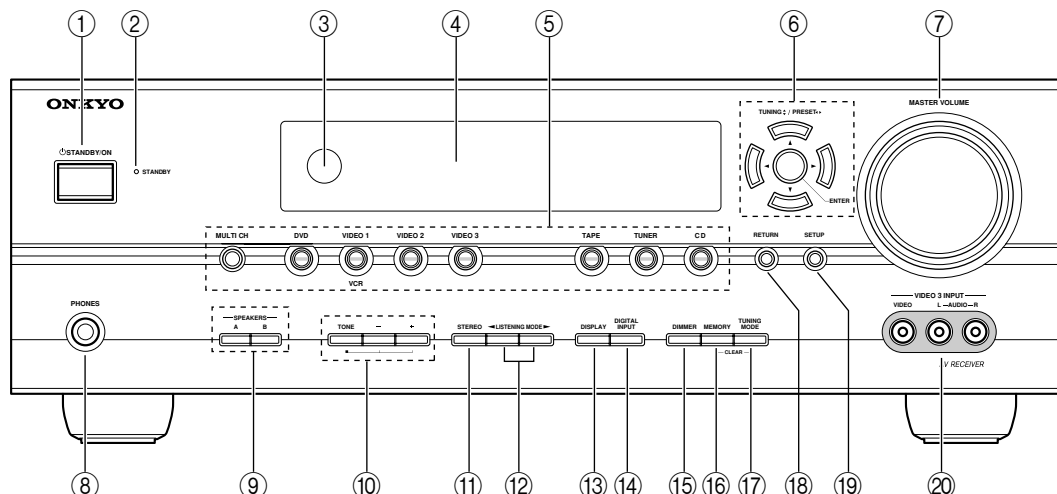 ① ② ③ ④ ⑤ ⑥ ⑦
ONKYO
STANDBY/ON
STANDBY
TUNING / PRESET
ENTER
MASTER VOLUME
MULTI CH DVD VIDEO 1 VIDEO 2 VIDEO 3 TAPE TUNER CD
VCR
RETURN SETUP
PHONES
SPEAKERS
A B
TONE − +
STEREO ◄LISTENING MODE►
DISPLAY DIGITAL
INPUT
DIMMER MEMORY TUNING
MODE
CLEAR
VIDEO 3 INPUT
VIDEO L AUDIO R
V RECEIVER
⑧ ⑨ ⑩ ⑪ ⑫ ⑬ ⑭ ⑮ ⑯ ⑰ ⑱ ⑲ ⑳